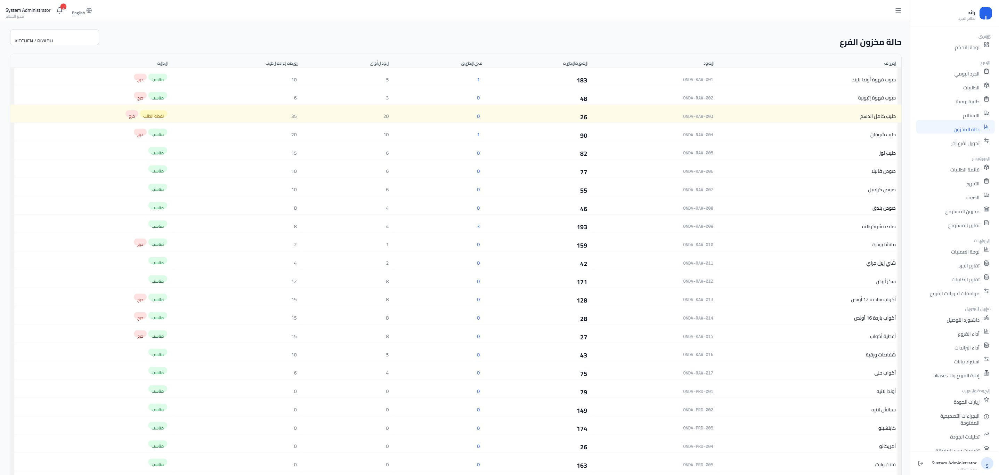 رائد
نظام الجرد
English
System Administrator
مدير النظام
لوحة التحكم
الفرع
الجرد اليومي
الطلبيات
طلبية يومية
الاستلام
حالة المخزون
تحويل لفرع آخر
المستودع
قائمة الطلبيات
التجهيز
الصرف
مخزون المستودع
تقارير المستودع
العمليات
لوحة العمليات
تقارير الجرد
تقارير الطلبيات
موافقات تحويلات الفروع
تحليل التوصيل
داشبورد التوصيل
أداء الفروع
أداء البراندات
استيراد بيانات
إدارة الفروع والـ aliases
الجودة والتدريب
زيارات الجودة
الإجراءات التصحيحية
المفتوحة
تحليلات الجودة
تقييمات مدير المنطقة
S
System Administrator
مدير النظام
حالة مخزون الفرع
KITCHEN / RIYADH
الصنف الكود الكمية الحالية في الطريق الحد الأدنى نقطة إعادة الطلب الحالة
حبوب قهوة أوندا بليند ONDA-RAW-001 183 1 5 10 مناسب حرج
حبوب قهوة إثيوبية ONDA-RAW-002 48 0 3 6 مناسب حرج
حليب كامل الدسم ONDA-RAW-003 26 0 20 35 نقطة الطلب حرج
حليب شوفان ONDA-RAW-004 90 1 10 20 مناسب حرج
حليب لوز ONDA-RAW-005 82 0 6 15 مناسب
صوص فانيلا ONDA-RAW-006 77 0 6 10 مناسب
صوص كراميل ONDA-RAW-007 55 0 6 10 مناسب
صوص بندق ONDA-RAW-008 46 0 4 8 مناسب
صلصة شوكولاتة ONDA-RAW-009 193 3 4 8 مناسب
ماتشا بودرة ONDA-RAW-010 159 0 1 2 مناسب حرج
شاي إيرل جراي ONDA-RAW-011 42 0 2 4 مناسب
سكر أبيض ONDA-RAW-012 171 0 8 12 مناسب
أكواب ساخنة 12 أونص ONDA-RAW-013 128 0 8 15 مناسب حرج
أكواب باردة 16 أونص ONDA-RAW-014 28 0 8 15 مناسب حرج
أغطية أكواب ONDA-RAW-015 27 0 8 15 مناسب حرج
شفاطات ورقية ONDA-RAW-016 43 0 5 10 مناسب
أكواب حلى ONDA-RAW-017 75 0 4 6 مناسب
أوندا لاتيه ONDA-PRD-001 79 0 0 0 مناسب
سبانش لاتيه ONDA-PRD-002 149 0 0 0 مناسب
كابتشينو ONDA-PRD-003 174 0 0 0 مناسب
أمريكانو ONDA-PRD-004 26 0 0 0 مناسب
فلات وايت ONDA-PRD-005 163 0 0 0 مناسب